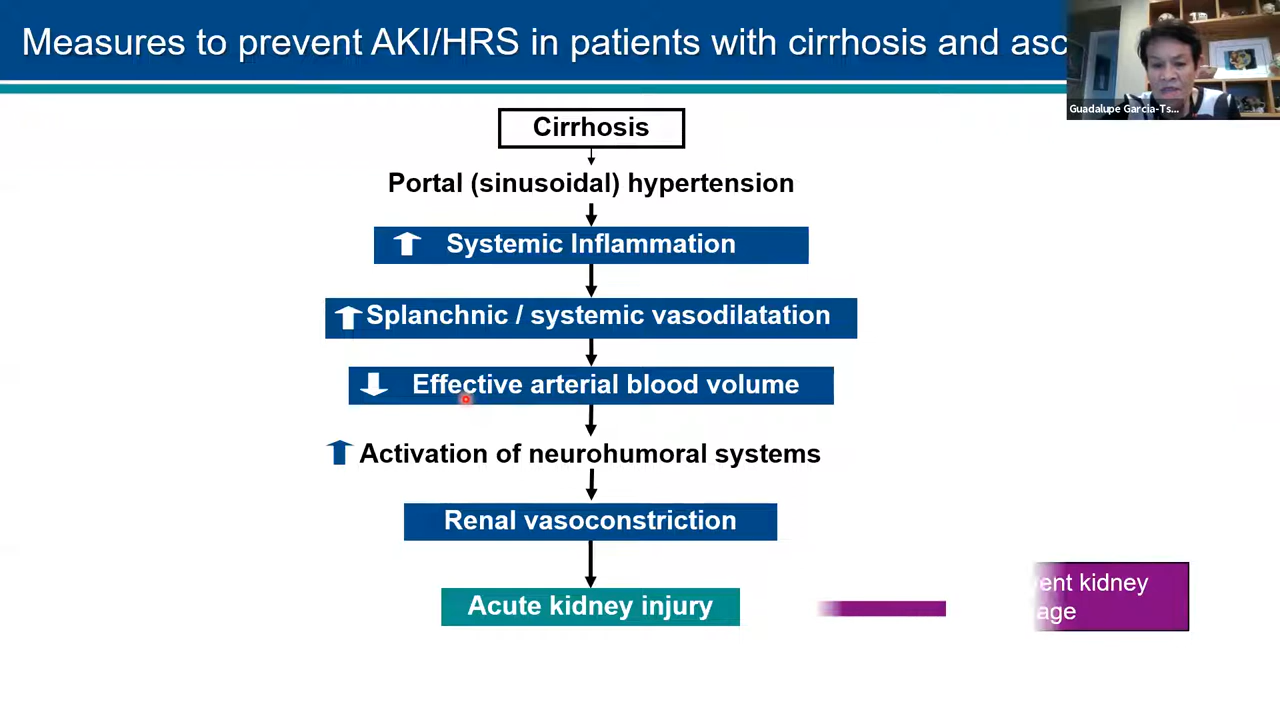 Measures to prevent AKI/HRS in patients with cirrhosis and asc
Guadalupe Garcia-Ts...
Cirrhosis
Portal (sinusoidal) hypertension
Systemic Inflammation
Splanchnic / systemic vasodilatation
Effective arterial blood volume
Activation of neurohumoral systems
Renal vasoconstriction
Acute kidney injury
ent kidney
age